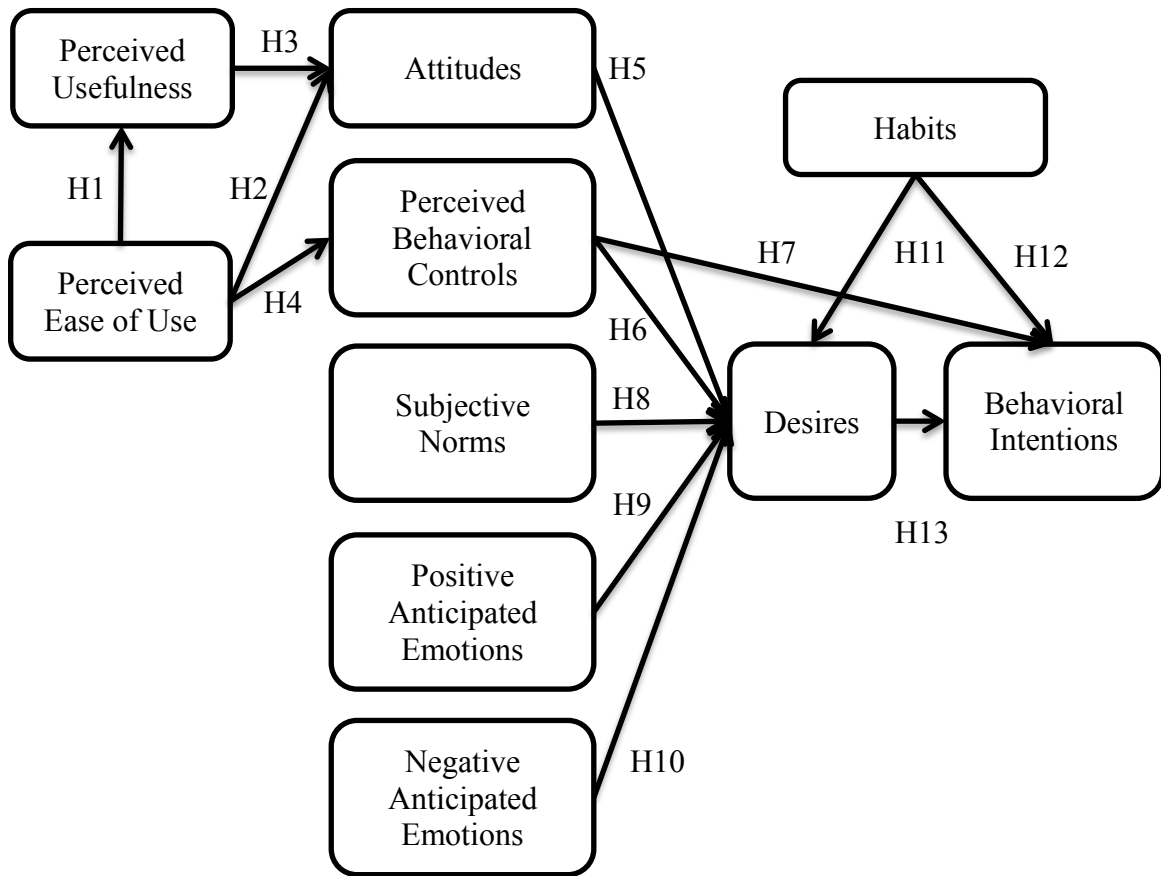 Perceived
Usefulness
H3
Attitudes
H5
Habits
H1
H2
Perceived
Behavioral
Controls
H7
H11
H12
Perceived
Ease of Use
H4
H6
Subjective
Norms
H8
Desires
Behavioral
Intentions
H9
H13
Positive
Anticipated
Emotions
Negative
Anticipated
Emotions
H10